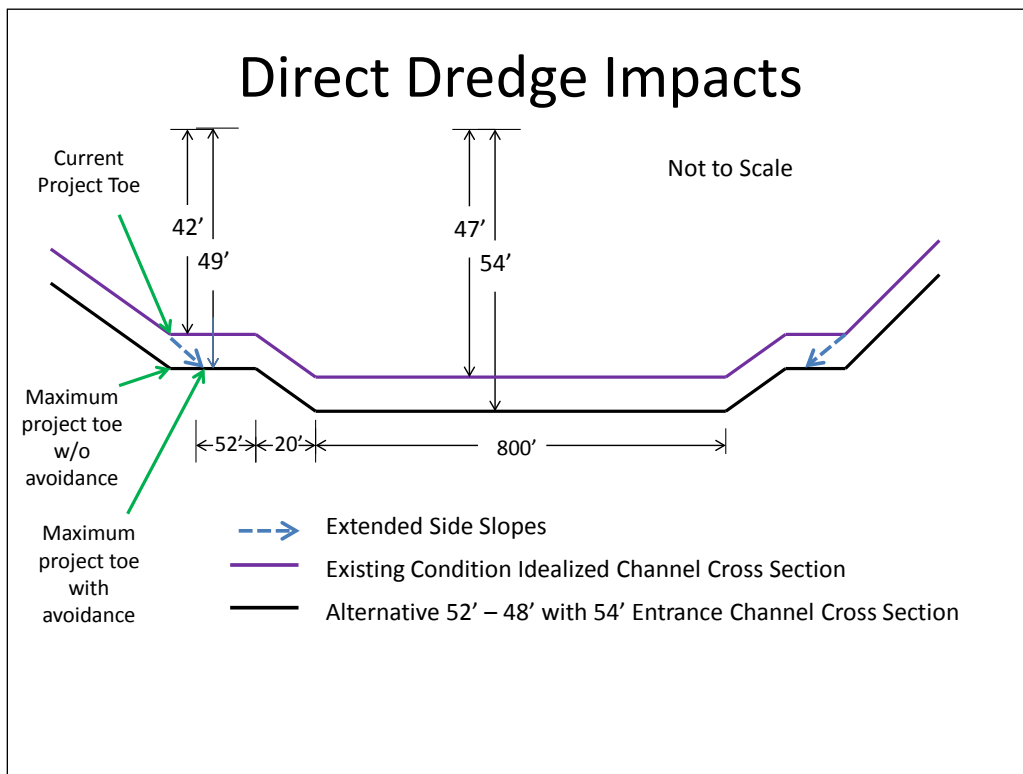 Direct Dredge Impacts
Current
Project Toe
Not to Scale
42’
49’
47’
54’
Maximum
project toe
w/o
avoidance
52’
20’
800’
Maximum
project toe
with
avoidance
Extended Side Slopes
Existing Condition Idealized Channel Cross Section
Alternative 52’ – 48’ with 54’ Entrance Channel Cross Section